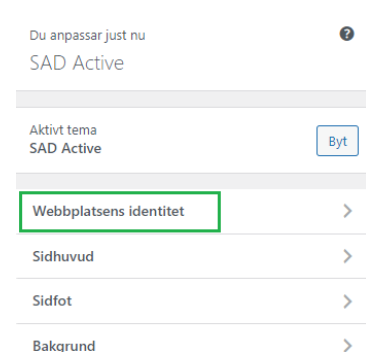 Du anpassar just nu
SAD Active
Aktivt tema
SAD Active
Byt
Webbplatsens identitet
Sidhuvud
Sidfot
Bakgrund